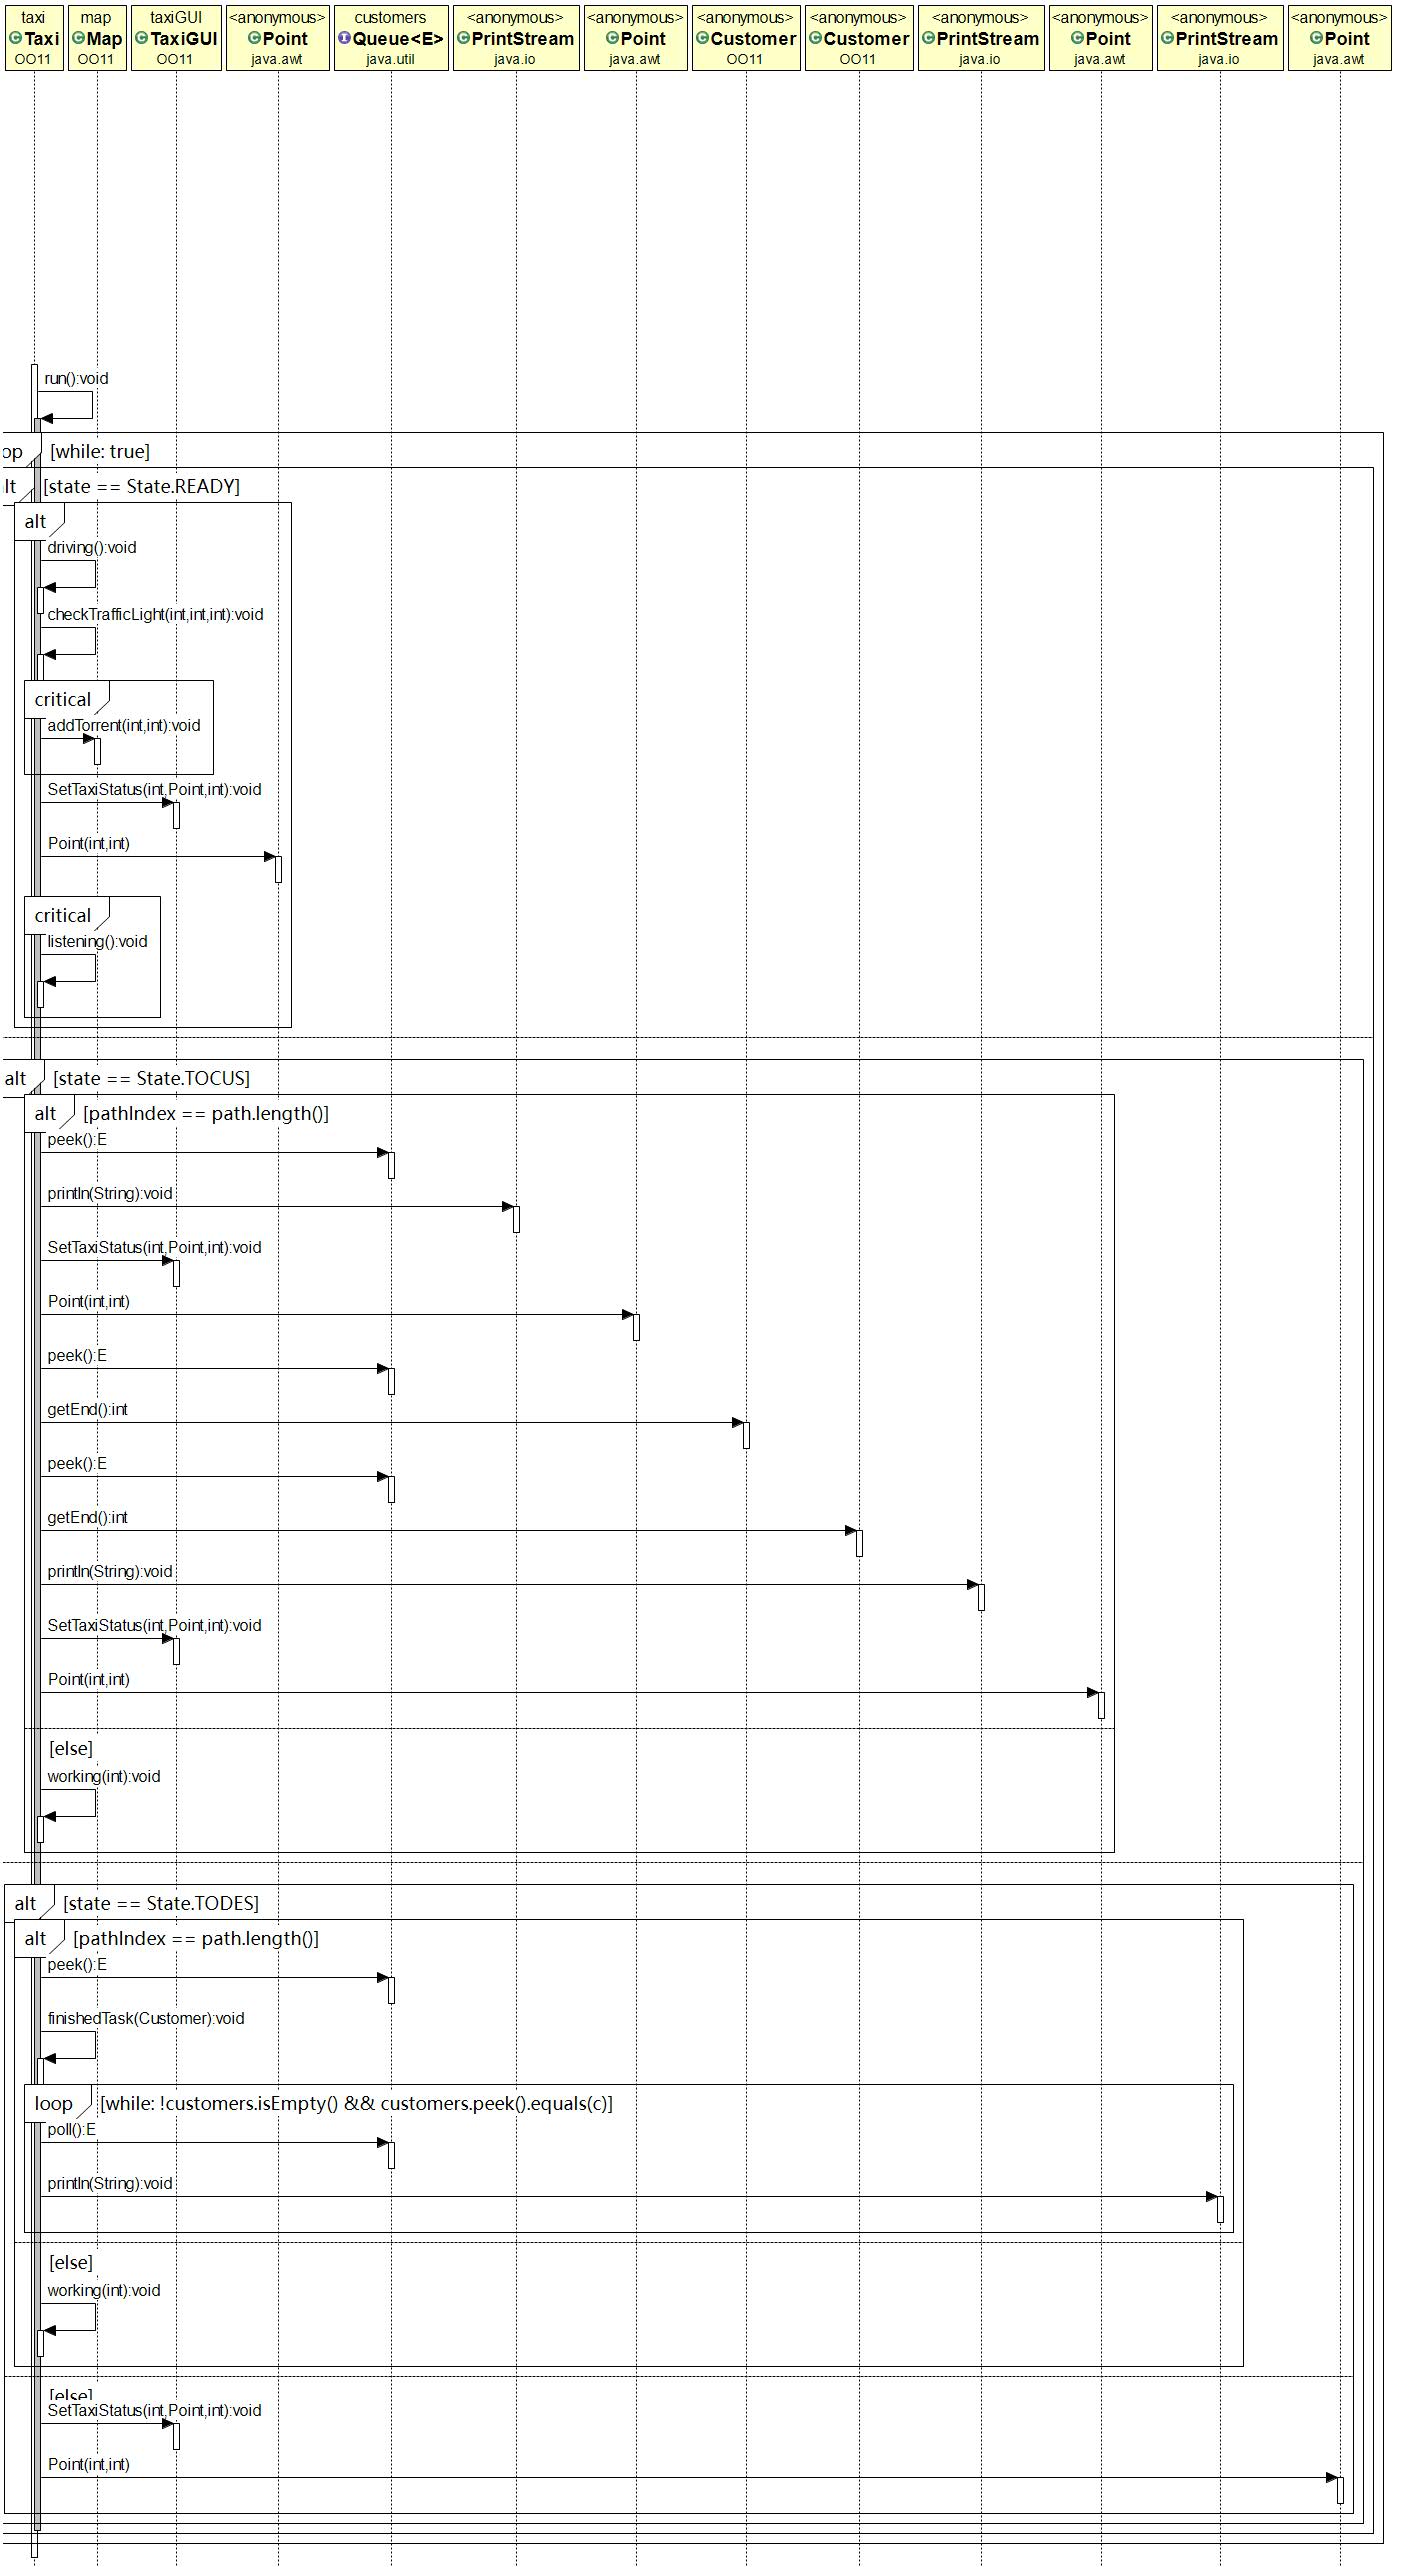 taxi map taxiGUI <anonymous> customers <anonymous> <anonymous> <anonymous> <anonymous> <anonymous> <anonymous> <anonymous> <anonymous>
C Taxi C Map C TaxiGUI C Point I Queue<E> C PrintStream C Point C Customer C Customer C PrintStream C Point C PrintStream C Point
OO11 OO11 OO11 java.awt java.util java.io java.awt OO11 OO11 java.io java.awt java.io java.awt
run():void
op [while: true]
lt [state == State.READY]
alt
driving():void
checkTrafficLight(int,int,int):void
critical
addTorrent(int,int):void
SetTaxiStatus(int,Point,int):void
Point(int,int)
critical
listening():void
alt [state == State.TOCUS]
alt [pathIndex == path.length()]
peek():E
println(String):void
SetTaxiStatus(int,Point,int):void
Point(int,int)
peek():E
getEnd():int
peek():E
getEnd():int
println(String):void
SetTaxiStatus(int,Point,int):void
Point(int,int)
[else]
working(int):void
alt [state == State.TODES]
alt [pathIndex == path.length()]
peek():E
finishedTask(Customer):void
loop [while: !customers.isEmpty() && customers.peek().equals(c)]
poll():E
println(String):void
[else]
working(int):void
[else]
SetTaxiStatus(int,Point,int):void
Point(int,int)